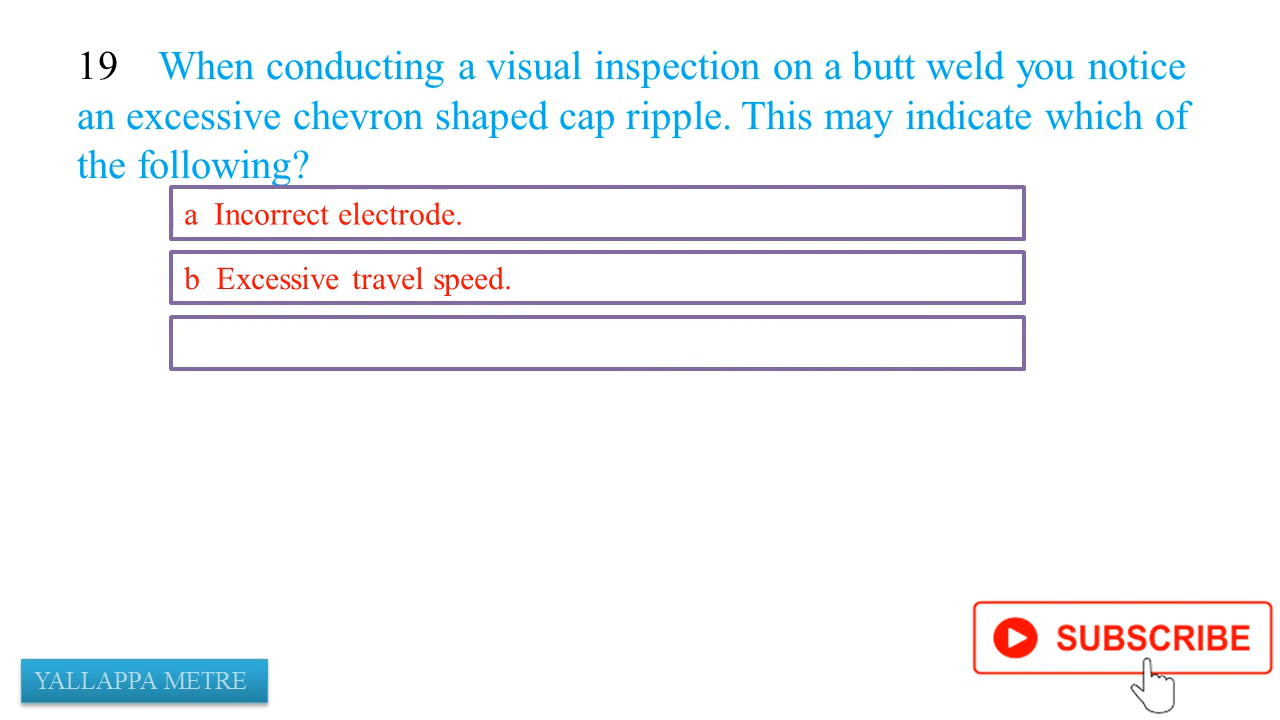 19 When conducting a visual inspection on a butt weld you notice
an excessive chevron shaped cap ripple. This may indicate which of
the following?
a Incorrect electrode.
b Excessive travel speed.
SUBSCRIBE
YALLAPPA METRE